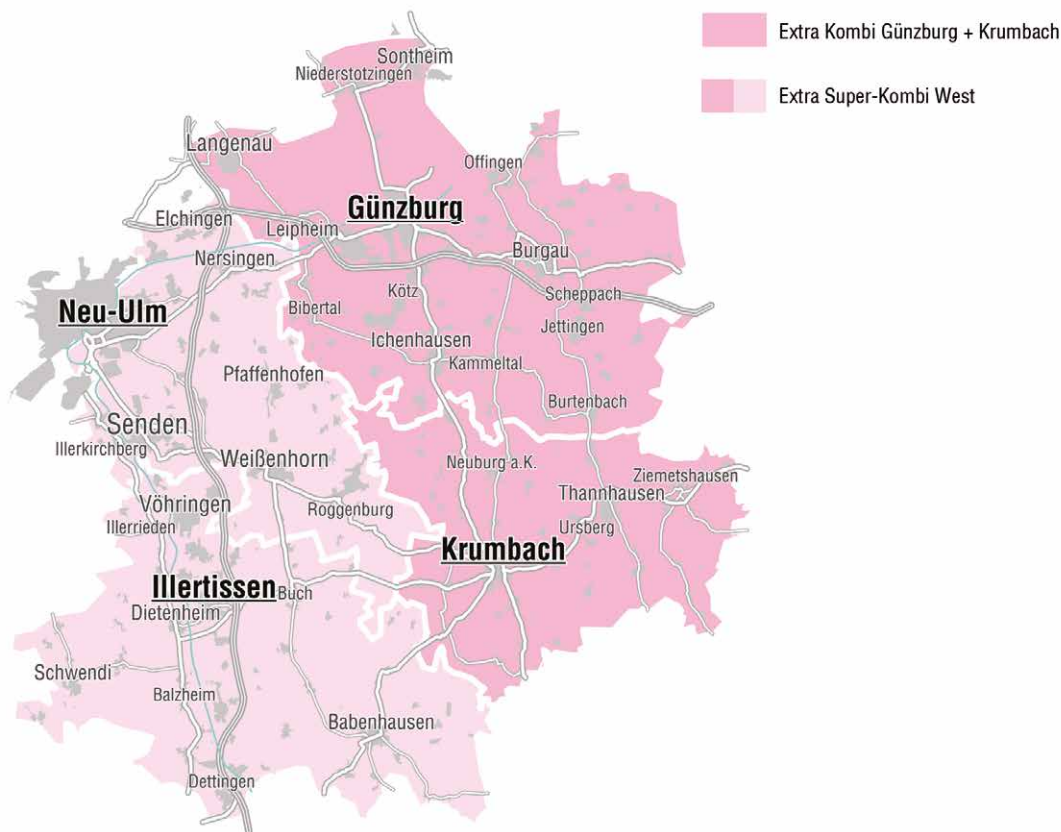 Extra Kombi Günzburg + Krumbach
Extra Super-Kombi West
Sontheim
Niederstotzingen
Langenau
Offingen
Günzburg
Elchingen
Leipheim
Burgau
Nersingen
Kötz
Scheppach
Neu-Ulm
Bibertal
Jettingen
Ichenhausen
Kammeltal
Pfaffenhofen
Burtenbach
Senden
Illerkirchberg
Weißenhorn
Neuburg a.K.
Ziemetshausen
Thannhausen
Vöhringen
Roggenburg
Illerrieden
Ursberg
Krumbach
Illertissen
Buch
Dietenheim
Schwendi
Balzheim
Babenhausen
Dettingen